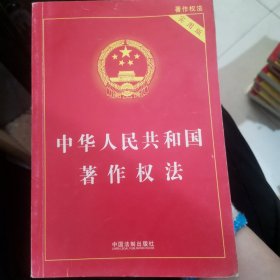 著作权法
实用版
中华人民共和国
著作权法
中国法制出版社